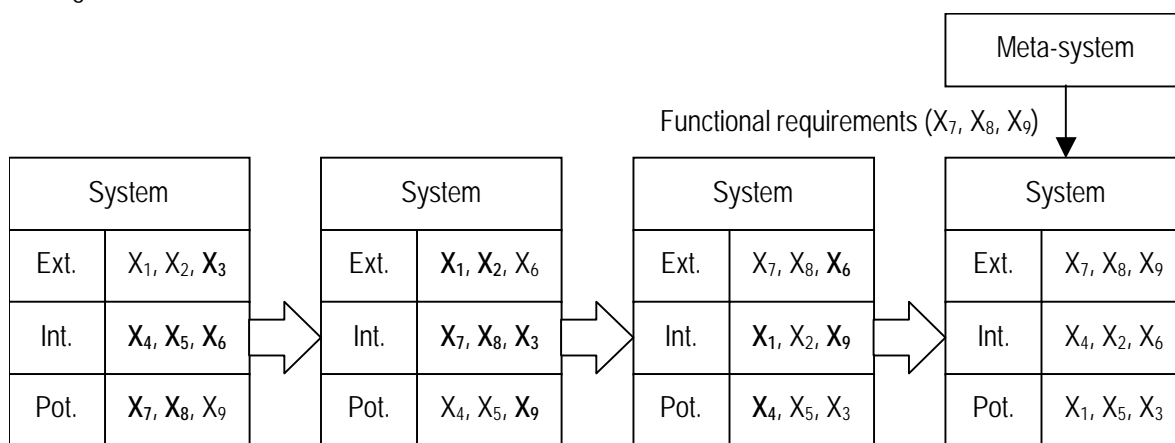 Meta-system
Functional requirements (X₇, X₈, X₉)
System System System System
Ext. X₁, X₂, X₃ Ext. X₁, X₂, X₆ Ext. X₇, X₈, X₆ Ext. X₇, X₈, X₉
Int. X₄, X₅, X₆ Int. X₇, X₈, X₃ Int. X₁, X₂, X₉ Int. X₄, X₂, X₆
Pot. X₇, X₈, X₉ Pot. X₄, X₅, X₉ Pot. X₄, X₅, X₃ Pot. X₁, X₅, X₃